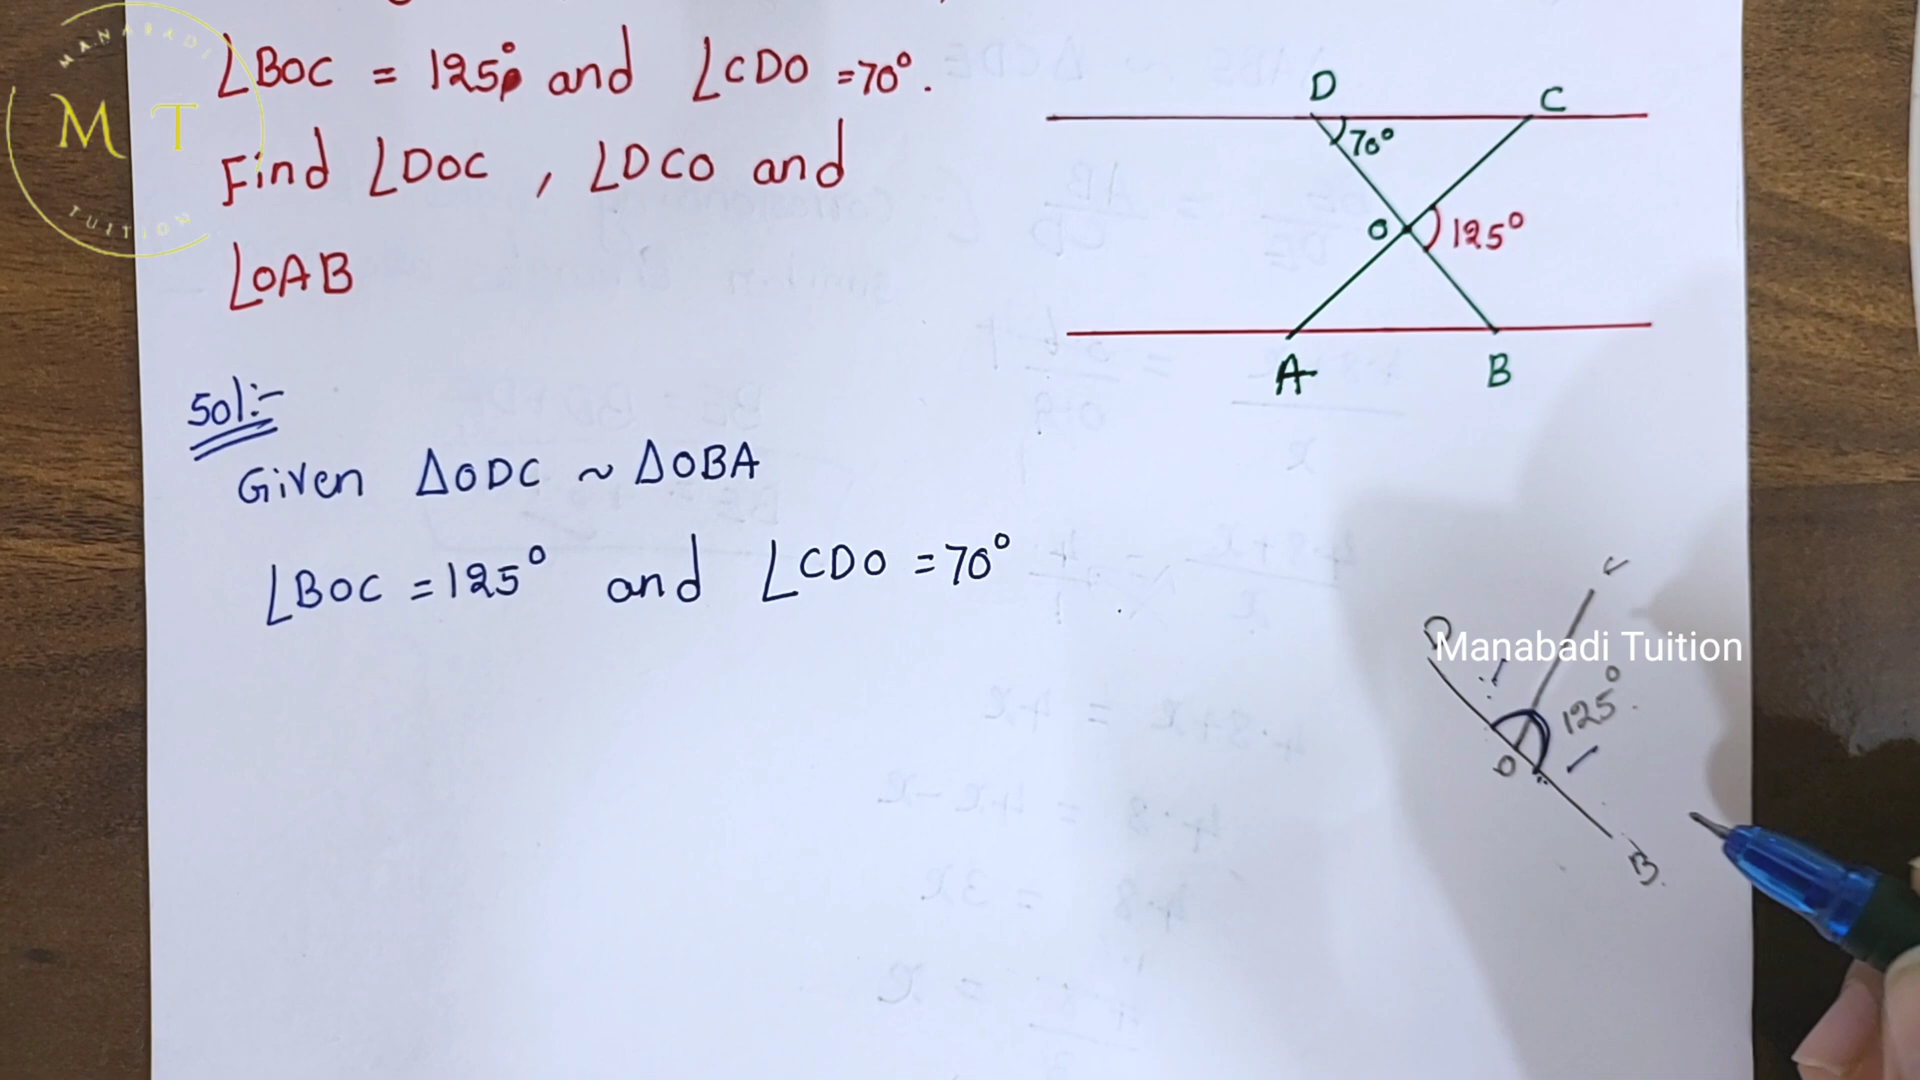 MANABADI
M T
TUITION
∠BOC = 125° and ∠CDO = 70°.
Find ∠DOC , ∠DCO and
∠OAB
D C
70°
O 125°
A B
Sol:-
Given ΔODC ~ ΔOBA
∠BOC = 125° and ∠CDO = 70°
C
D
Manabadi Tuition
125°
O
B